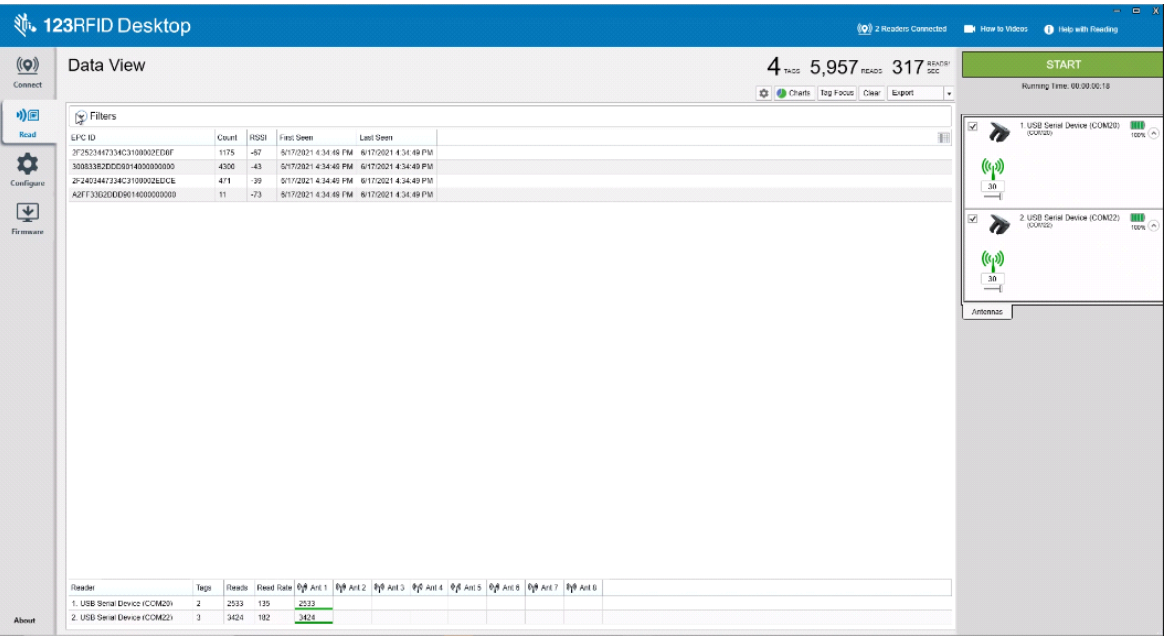 123RFID Desktop
2 Readers Connected
How to Videos
Help with Reading
Connect
Read
Configure
Firmware
About
Data View
4 TAGS 5,957 READS 317 READS/ SEC
Charts Tag Focus Clear Export
Filters
EPC ID Count RSSI First Seen Last Seen
2F2523447334C3100002ED8F 1175 -67 6/17/2021 4:34:49 PM 6/17/2021 4:34:49 PM
300833B2DDD9014000000000 4300 -43 6/17/2021 4:34:49 PM 6/17/2021 4:34:49 PM
2F2403447334C3100002EDCE 471 -39 6/17/2021 4:34:49 PM 6/17/2021 4:34:49 PM
A2FF33B2DDD9014000000000 11 -73 6/17/2021 4:34:49 PM 6/17/2021 4:34:49 PM
START
Running Time: 00:00:00:18
1. USB Serial Device (COM20)
(COM20)
100%
30
2. USB Serial Device (COM22)
(COM22)
100%
30
Antennas
Reader Tags Reads Read Rate Ant 1 Ant 2 Ant 3 Ant 4 Ant 5 Ant 6 Ant 7 Ant 8
1. USB Serial Device (COM20) 2 2533 135 2533
2. USB Serial Device (COM22) 3 3424 182 3424